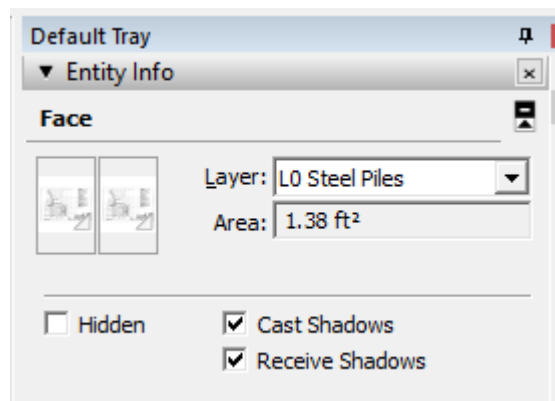 Default Tray
Entity Info
Face
Layer: L0 Steel Piles
Area: 1.38 ft²
Hidden
Cast Shadows
Receive Shadows